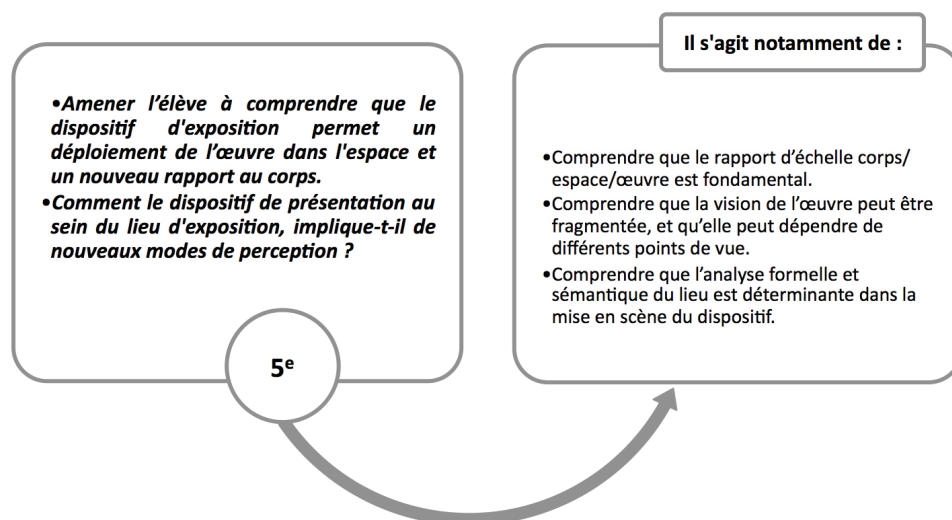 •Amener l'élève à comprendre que le
dispositif d'exposition permet un
déploiement de l'œuvre dans l'espace et
un nouveau rapport au corps.
•Comment le dispositif de présentation au
sein du lieu d'exposition, implique-t-il de
nouveaux modes de perception ?
5e
Il s'agit notamment de :
•Comprendre que le rapport d'échelle corps/
espace/œuvre est fondamental.
•Comprendre que la vision de l'œuvre peut être
fragmentée, et qu'elle peut dépendre de
différents points de vue.
•Comprendre que l'analyse formelle et
sémantique du lieu est déterminante dans la
mise en scène du dispositif.